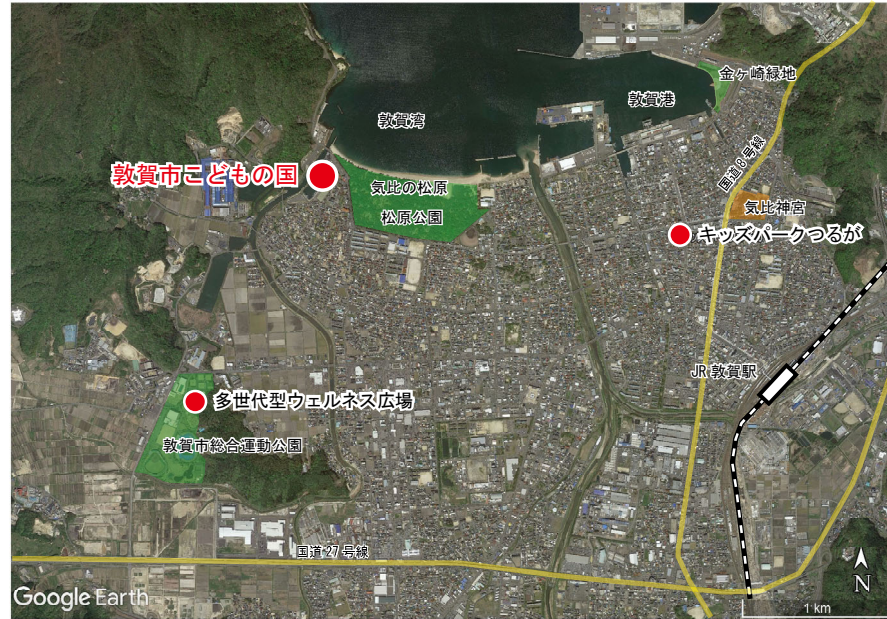 金ヶ崎緑地
敦賀港
敦賀湾
国道8号線
敦賀市こどもの国
気比の松原
松原公園
気比神宮
キッズパークつるが
JR敦賀駅
多世代型ウェルネス広場
敦賀市総合運動公園
国道27号線
N
Google Earth
1 km